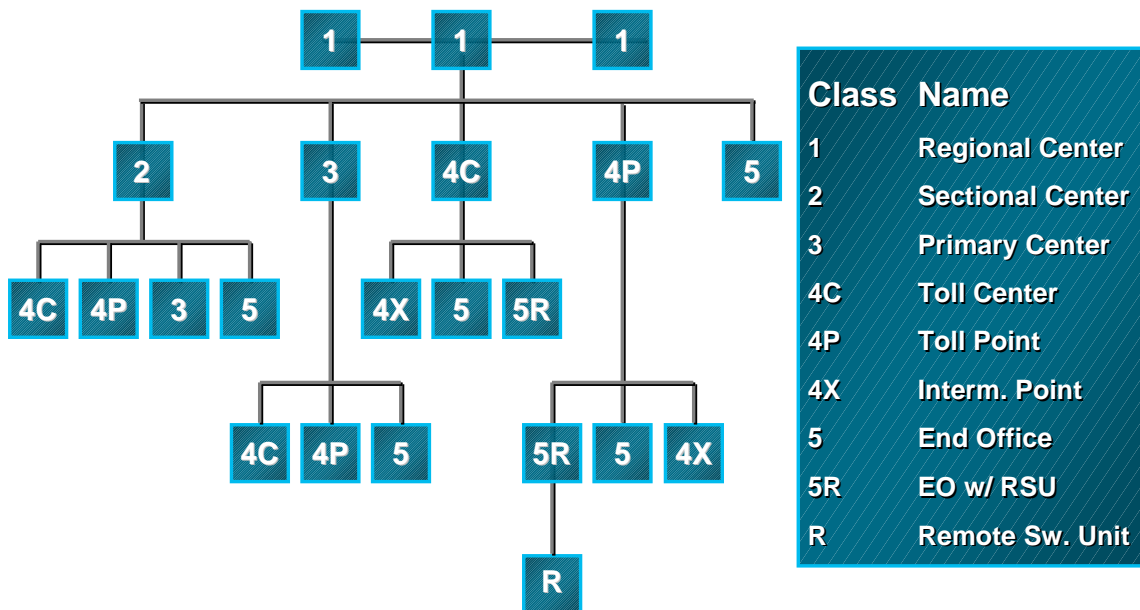 1 1 1
2 3 4C 4P 5
4C 4P 3 5 4X 5 5R
4C 4P 5 5R 5 4X
R
Class Name
1 Regional Center
2 Sectional Center
3 Primary Center
4C Toll Center
4P Toll Point
4X Interm. Point
5 End Office
5R EO w/ RSU
R Remote Sw. Unit